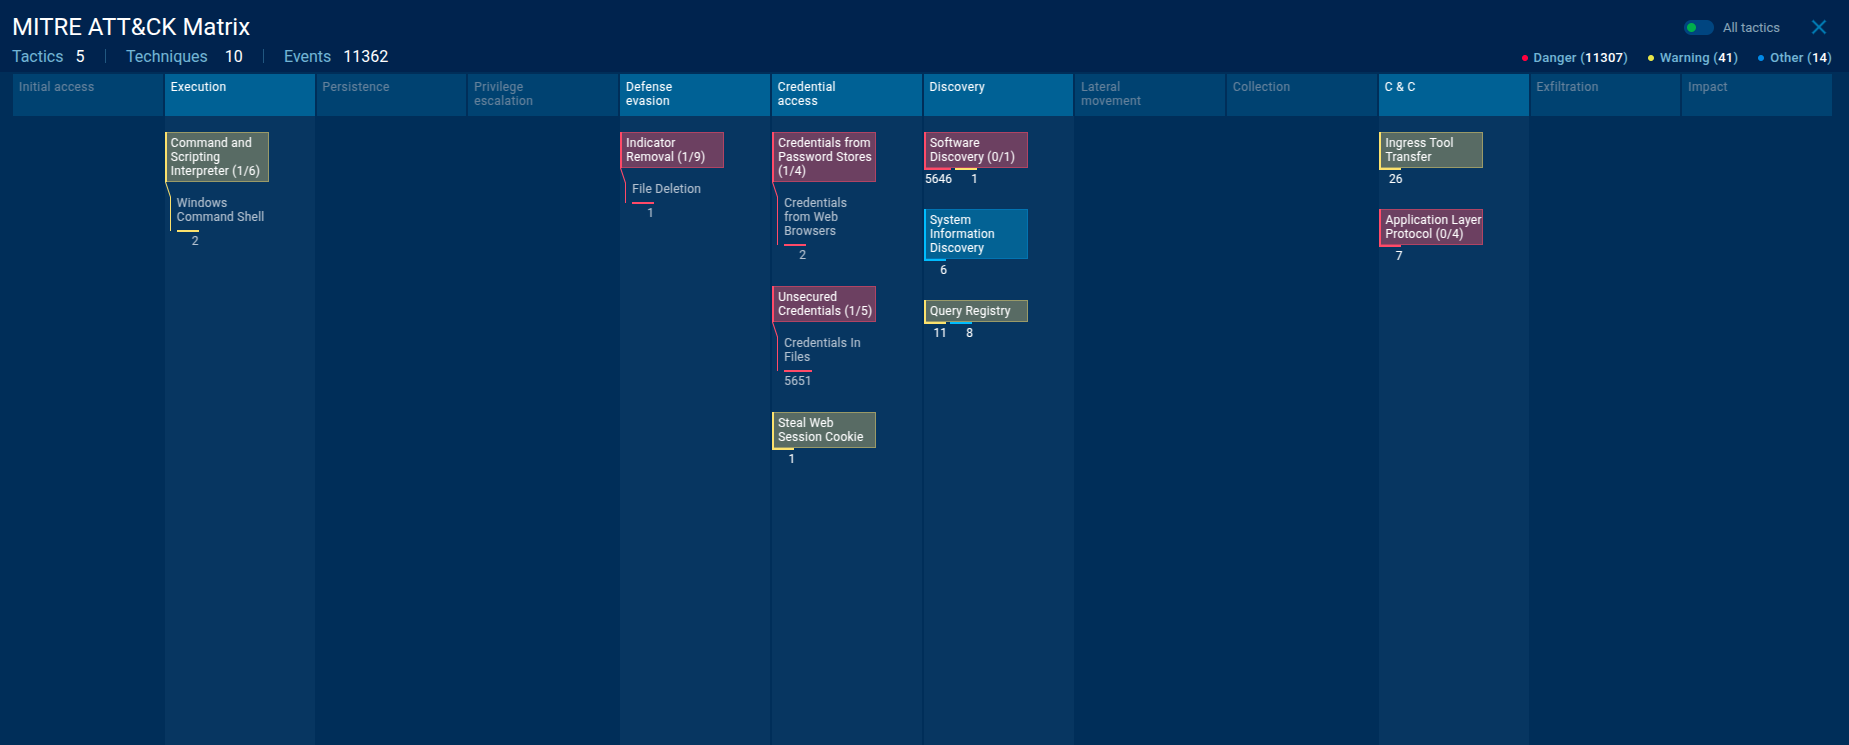 MITRE ATT&CK Matrix
All tactics
Tactics 5 Techniques 10 Events 11362
Danger (11307) Warning (41) Other (14)
Initial access
Execution
Persistence
Privilege
escalation
Defense
evasion
Credential
access
Discovery
Lateral
movement
Collection
C & C
Exfiltration
Impact
Command and
Scripting
Interpreter (1/6)
Windows
Command Shell
2
Indicator
Removal (1/9)
File Deletion
1
Credentials from
Password Stores
(1/4)
Credentials
from Web
Browsers
2
Unsecured
Credentials (1/5)
Credentials In
Files
5651
Steal Web
Session Cookie
1
Software
Discovery (0/1)
5646 1
System
Information
Discovery
6
Query Registry
11 8
Ingress Tool
Transfer
26
Application Layer
Protocol (0/4)
7